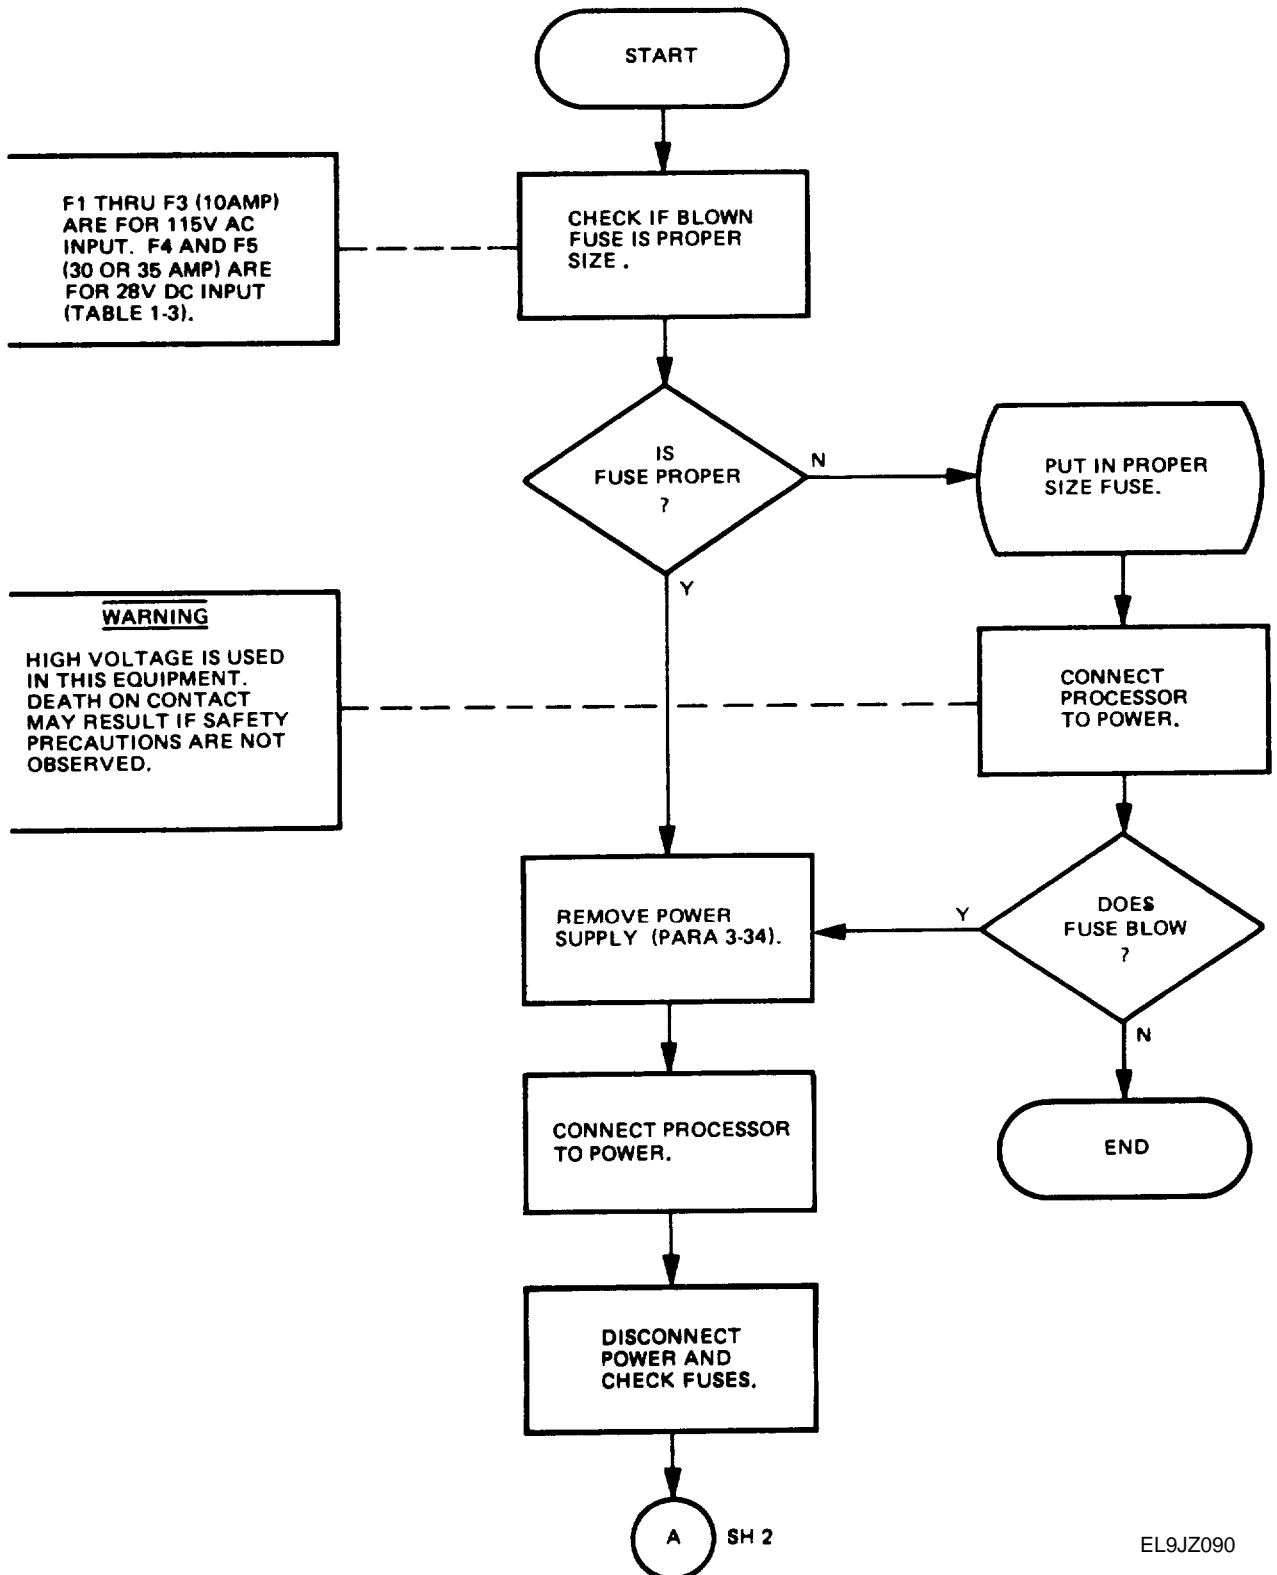 START
F1 THRU F3 (10AMP)
ARE FOR 115V AC
INPUT. F4 AND F5
(30 OR 35 AMP) ARE
FOR 28V DC INPUT
(TABLE 1-3).
CHECK IF BLOWN
FUSE IS PROPER
SIZE.
IS
FUSE PROPER
?
N
Y
PUT IN PROPER
SIZE FUSE.
WARNING
HIGH VOLTAGE IS USED
IN THIS EQUIPMENT.
DEATH ON CONTACT
MAY RESULT IF SAFETY
PRECAUTIONS ARE NOT
OBSERVED.
CONNECT
PROCESSOR
TO POWER.
DOES
FUSE BLOW
?
Y
N
REMOVE POWER
SUPPLY (PARA 3-34).
END
CONNECT PROCESSOR
TO POWER.
DISCONNECT
POWER AND
CHECK FUSES.
A SH 2
EL9JZ090